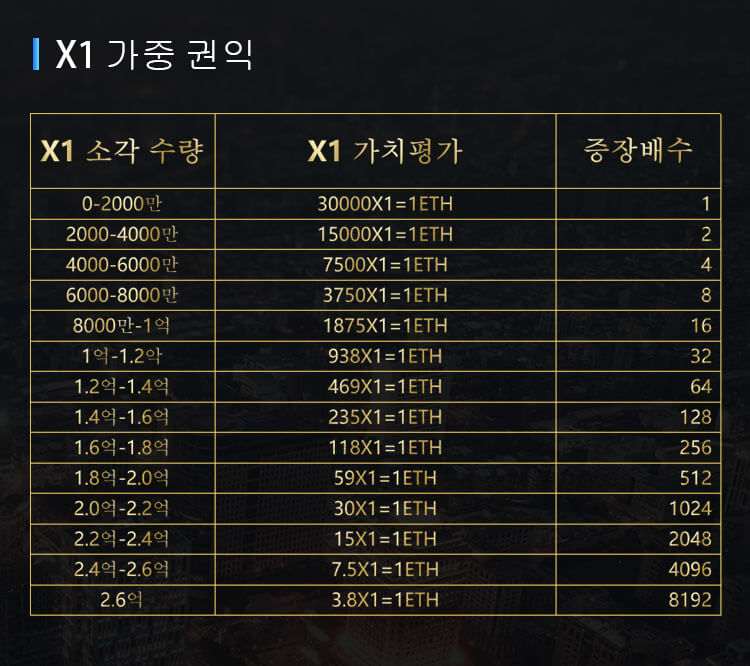 X1 가중 권익
X1 소각 수량 X1 가치평가 증장배수
0-2000만 30000X1=1ETH 1
2000-4000만 15000X1=1ETH 2
4000-6000만 7500X1=1ETH 4
6000-8000만 3750X1=1ETH 8
8000만-1억 1875X1=1ETH 16
1억-1.2악 938X1=1ETH 32
1.2억-1.4억 469X1=1ETH 64
1.4억-1.6억 235X1=1ETH 128
1.6억-1.8억 118X1=1ETH 256
1.8억-2.0억 59X1=1ETH 512
2.0억-2.2억 30X1=1ETH 1024
2.2억-2.4억 15X1=1ETH 2048
2.4억-2.6억 7.5X1=1ETH 4096
2.6억 3.8X1=1ETH 8192